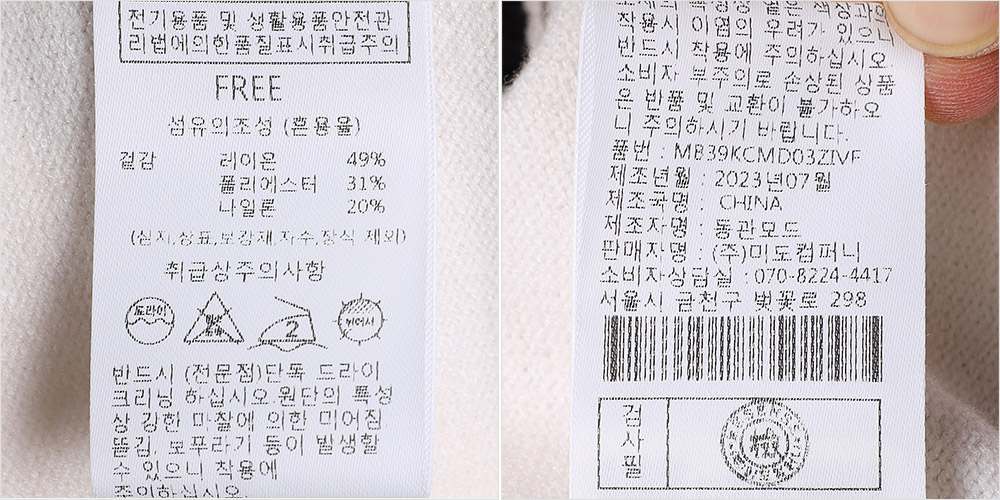 전기용품 및 생활용품안전관
리법에의한품질표시취급주의
FREE
섬유의조성 (혼용율)
겉감 레이온 49%
폴리에스터 31%
나일론 20%
(심지,상표,보강재,자수,장식 제외)
취급상주의사항
드라이
2
반드시 (전문점)단독 드라이
크리닝 하십시오.원단의 특성
상 강한 마찰에 의한 미어짐
뜯김, 보푸라기 등이 발생할
수 있으니 착용에
주의하십시오.
착용시 이염의 우려가 있으니
반드시 착용에 주의하십시오.
소비자 부주의로 손상된 상품
은 반품 및 교환이 불가하오
니 주의하시기 바랍니다.
품번 : MB39KCMD03ZIVF
제조년월 : 2023년07월
제조국명 : CHINA
제조자명 : 동관모드
판매자명 : (주)미도컴퍼니
소비자상담실 : 070-8224-4417
서울시 금천구 벚꽃로 298
검
사
필